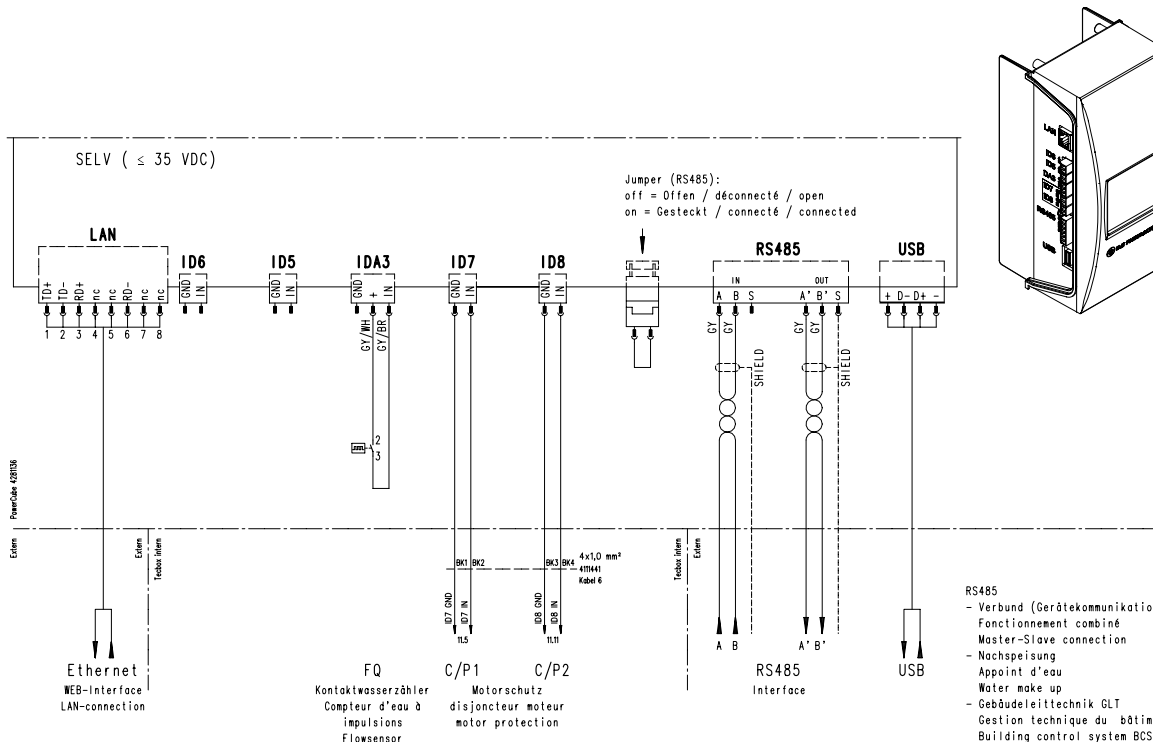 SELV ( ≤ 35 VDC)
Jumper (RS485):
off = Offen / déconnecté / open
on = Gesteckt / connecté / connected
LAN
ID6
ID5
IDA3
ID7
ID8
RS485
USB
TD+ TD- RD+ nc nc RD- nc nc
1 2 3 4 5 6 7 8
GND IN
GND IN
GND + IN
GND IN
GND IN
IN OUT
A B S A' B' S
+ D- D+ -
GY/WH GY/BR
GY GY GY GY
SHIELD SHIELD
2
3
PowerCube 4281136
Extern
Extern
Tecbox intern
Tecbox intern
Extern
BK1 BK2
BK3 BK4
4x1,0 mm²
4111441
Kabel 6
ID7 GND ID7 IN
ID8 GND ID8 IN
11.5
11.11
A B A' B'
Ethernet
WEB-Interface
LAN-connection
FQ
Kontaktwasserzähler
Compteur d'eau à
impulsions
Flowsensor
C/P1 C/P2
Motorschutz
disjoncteur moteur
motor protection
RS485
Interface
USB
RS485
- Verbund (Gerätekommunikatio
Fonctionnement combiné
Master-Slave connection
- Nachspeisung
Appoint d'eau
Water make up
- Gebäudeleittechnik GLT
Gestion technique du bâtim
Building control system BCS
LAN
ID6
ID5
ID7
ID8
RS485
USB